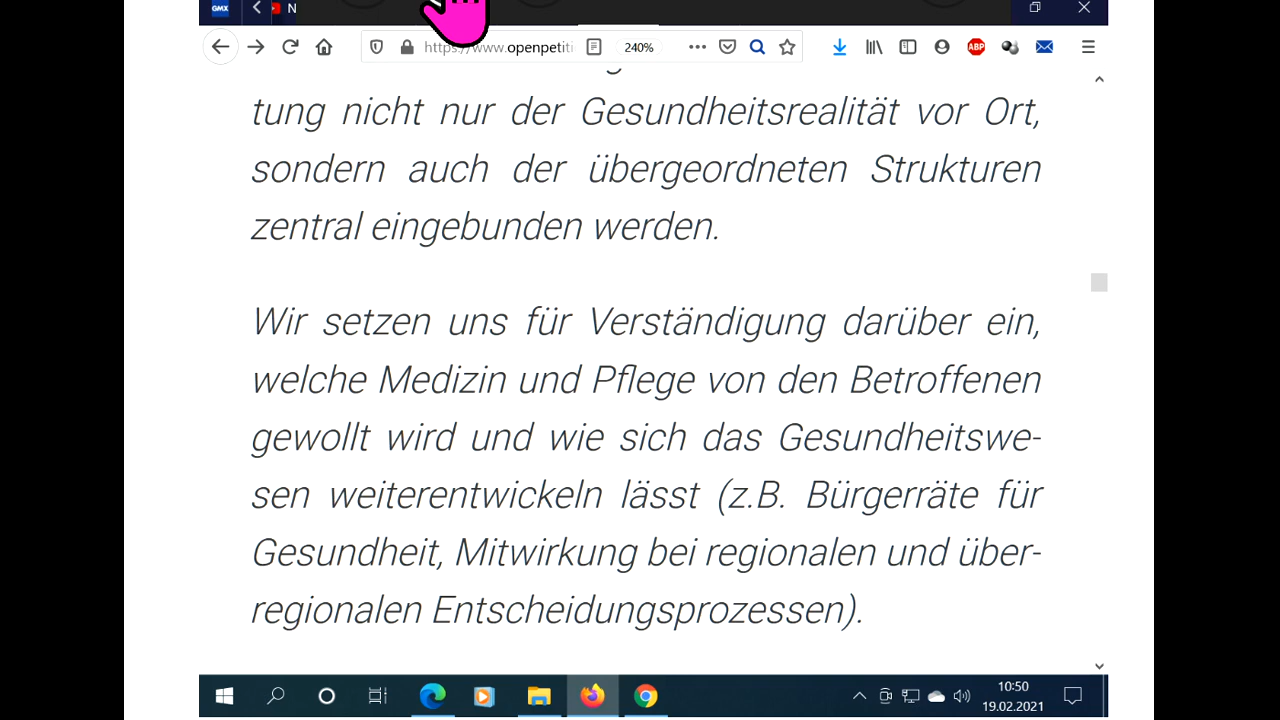 GMX N
https://www.openpetiti 240% ABP
tung nicht nur der Gesundheitsrealität vor Ort,
sondern auch der übergeordneten Strukturen
zentral eingebunden werden.
Wir setzen uns für Verständigung darüber ein,
welche Medizin und Pflege von den Betroffenen
gewollt wird und wie sich das Gesundheitswe-
sen weiterentwickeln lässt (z.B. Bürgerräte für
Gesundheit, Mitwirkung bei regionalen und über-
regionalen Entscheidungsprozessen).
10:50
19.02.2021